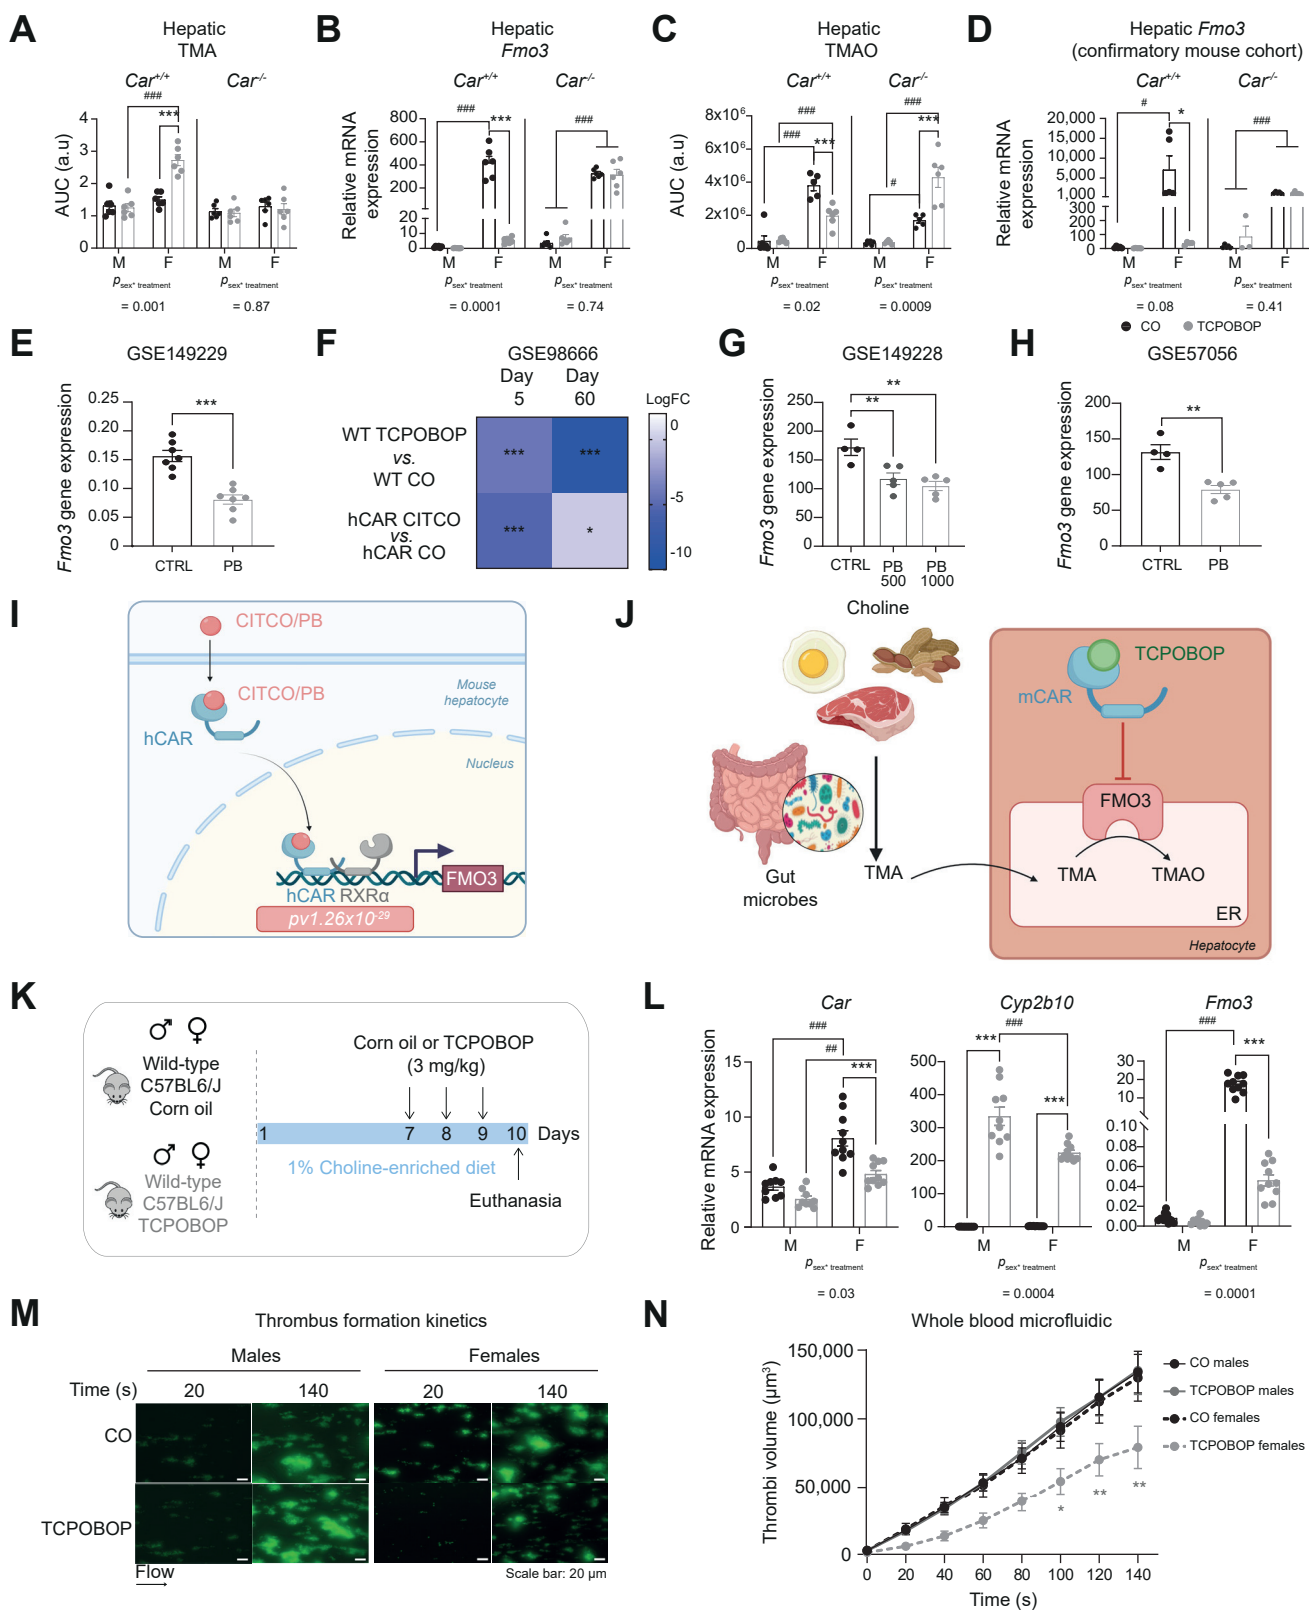 A
Hepatic
TMA
Car+/+
Car-/-
###
***
AUC (a.u)
4
3
2
1
0
M
F
M
F
psex* treatment
psex* treatment
= 0.001
= 0.87
B
Hepatic
Fmo3
Car+/+
Car-/-
###
***
###
Relative mRNA
expression
800
600
400
200
20
10
0
M
F
M
F
psex* treatment
psex* treatment
= 0.0001
= 0.74
C
Hepatic
TMAO
Car+/+
Car-/-
###
###
***
###
***
#
AUC (a.u)
8x10⁶
6x10⁶
4x10⁶
2x10⁶
0
M
F
M
F
psex* treatment
psex* treatment
= 0.02
= 0.0009
D
Hepatic Fmo3
(confirmatory mouse cohort)
Car+/+
Car-/-
#
*
###
Relative mRNA
expression
20,000
15,000
10,000
5,000
1,000
300
200
100
0
M
F
M
F
psex* treatment
psex* treatment
= 0.08
= 0.41
CO
TCPOBOP
E
GSE149229
***
Fmo3 gene expression
0.25
0.20
0.15
0.10
0.05
0
CTRL
PB
F
GSE98666
Day
5
Day
60
LogFC
WT TCPOBOP
vs.
WT CO
***
***
hCAR CITCO
vs.
hCAR CO
***
*
0
-5
-10
G
GSE149228
**
**
Fmo3 gene expression
250
200
150
100
50
0
CTRL
PB
500
PB
1000
H
GSE57056
**
Fmo3 gene expression
200
150
100
50
0
CTRL
PB
I
CITCO/PB
CITCO/PB
Mouse
hepatocyte
hCAR
Nucleus
FMO3
hCAR RXRα
pv1.26x10-29
J
Choline
TCPOBOP
mCAR
FMO3
TMA
TMA
TMAO
Gut
microbes
ER
Hepatocyte
K
Wild-type
C57BL6/J
Corn oil
Wild-type
C57BL6/J
TCPOBOP
Corn oil or TCPOBOP
(3 mg/kg)
1
7
8
9
10
Days
1% Choline-enriched diet
Euthanasia
L
Car
Cyp2b10
Fmo3
Relative mRNA expression
###
##
***
15
10
5
0
M
F
psex* treatment
= 0.03
###
***
***
500
400
300
200
100
0
M
F
psex* treatment
= 0.0004
###
***
30
20
10
0.10
0.08
0.06
0.04
0.02
0.00
M
F
psex* treatment
= 0.0001
M
Thrombus formation kinetics
Males
Females
Time (s)
20
140
20
140
CO
TCPOBOP
Flow
Scale bar: 20 µm
N
Whole blood microfluidic
Thrombi volume (µm³)
150,000
100,000
50,000
0
0
20
40
60
80
100
120
140
Time (s)
*
**
**
CO males
TCPOBOP males
CO females
TCPOBOP females